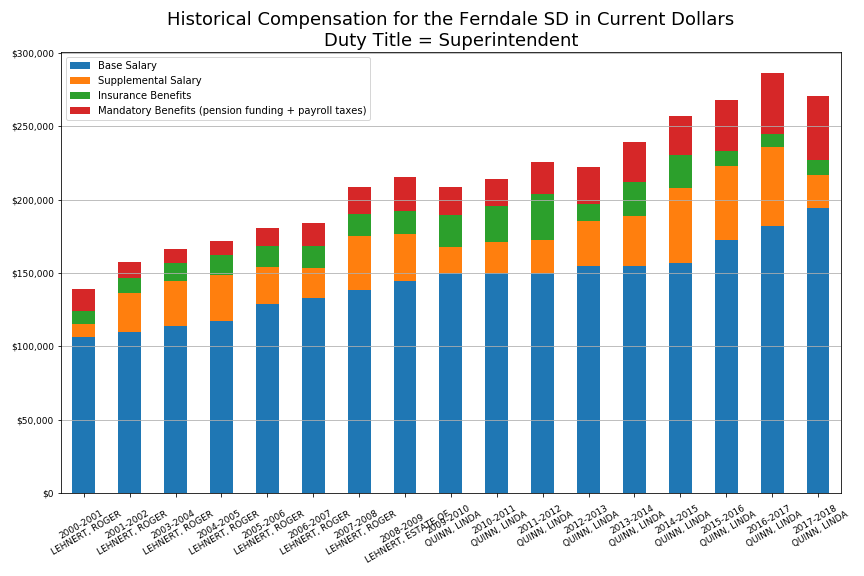 Historical Compensation for the Ferndale SD in Current Dollars
Duty Title = Superintendent
Base Salary
Supplemental Salary
Insurance Benefits
Mandatory Benefits (pension funding + payroll taxes)
$300,000
$250,000
$200,000
$150,000
$100,000
$50,000
$0
2000-2001
LEHNERT, ROGER
2001-2002
LEHNERT, ROGER
2003-2004
LEHNERT, ROGER
2004-2005
LEHNERT, ROGER
2005-2006
LEHNERT, ROGER
2006-2007
LEHNERT, ROGER
2007-2008
LEHNERT, ROGER
2008-2009
LEHNERT, ESTATE OF
2009-2010
QUINN, LINDA
2010-2011
QUINN, LINDA
2011-2012
QUINN, LINDA
2012-2013
QUINN, LINDA
2013-2014
QUINN, LINDA
2014-2015
QUINN, LINDA
2015-2016
QUINN, LINDA
2016-2017
QUINN, LINDA
2017-2018
QUINN, LINDA